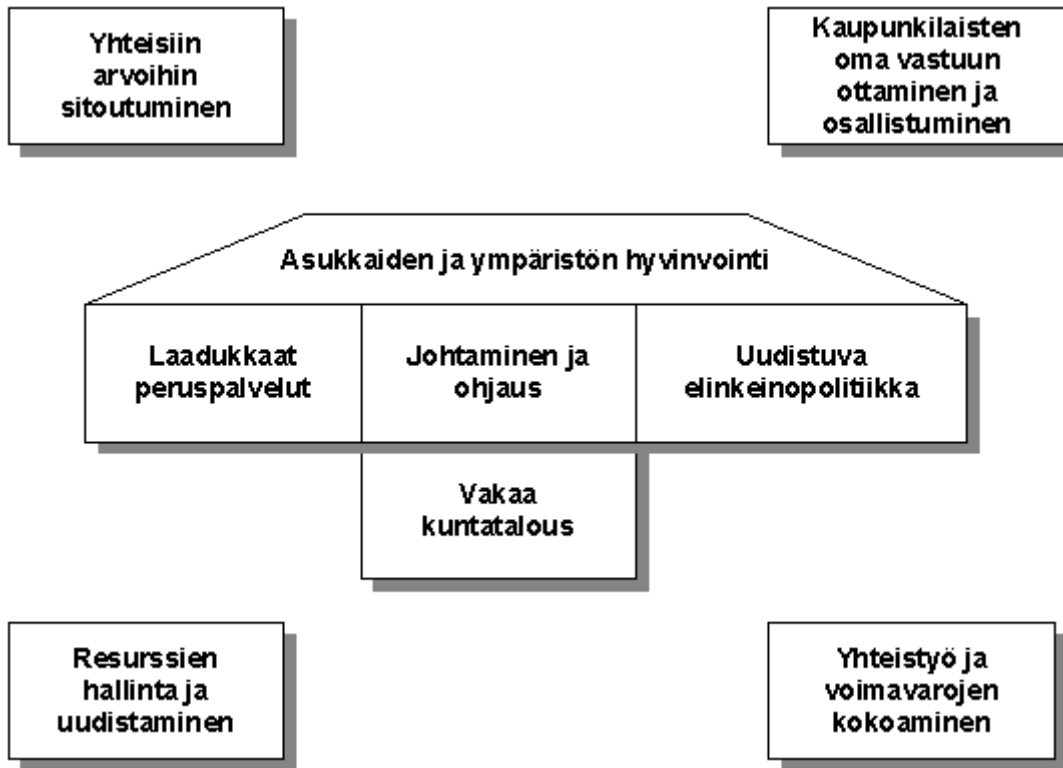 Yhteisiin
arvoihin
sitoutuminen
Kaupunkilaisten
oma vastuun
ottaminen ja
osallistuminen
Asukkaiden ja ympäristön hyvinvointi
Laadukkaat
peruspalvelut
Johtaminen ja
ohjaus
Uudistuva
elinkeinopolitiikka
Vakaa
kuntatalous
Resurssien
hallinta ja
uudistaminen
Yhteistyö ja
voimavarojen
kokoaminen